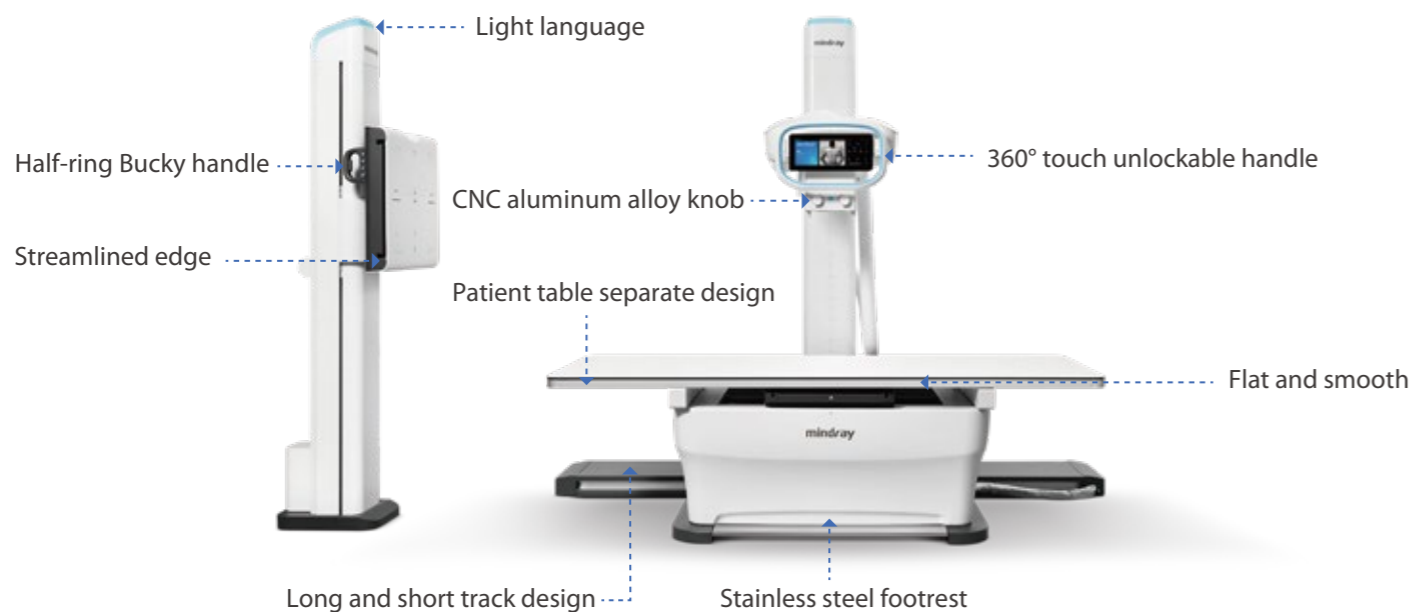 Light language
mindray
Half-ring Bucky handle
360° touch unlockable handle
CNC aluminum alloy knob
Streamlined edge
Patient table separate design
Flat and smooth
mindray
Long and short track design
Stainless steel footrest